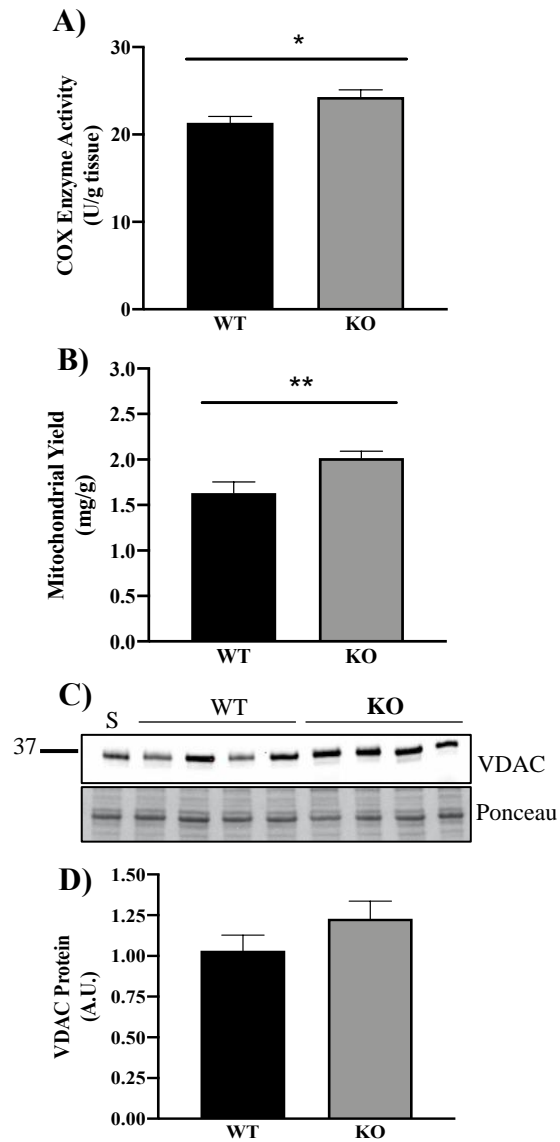 A)
*
30
20
10
0
COX Enzyme Activity
(U/g tissue)
WT KO
B)
**
3.0
2.5
2.0
1.5
1.0
0.5
0.0
Mitochondrial Yield
(mg/g)
WT KO
C)
S WT KO
37
VDAC
Ponceau
D)
1.50
1.25
1.00
0.75
0.50
0.25
0.00
VDAC Protein
(A.U.)
WT KO